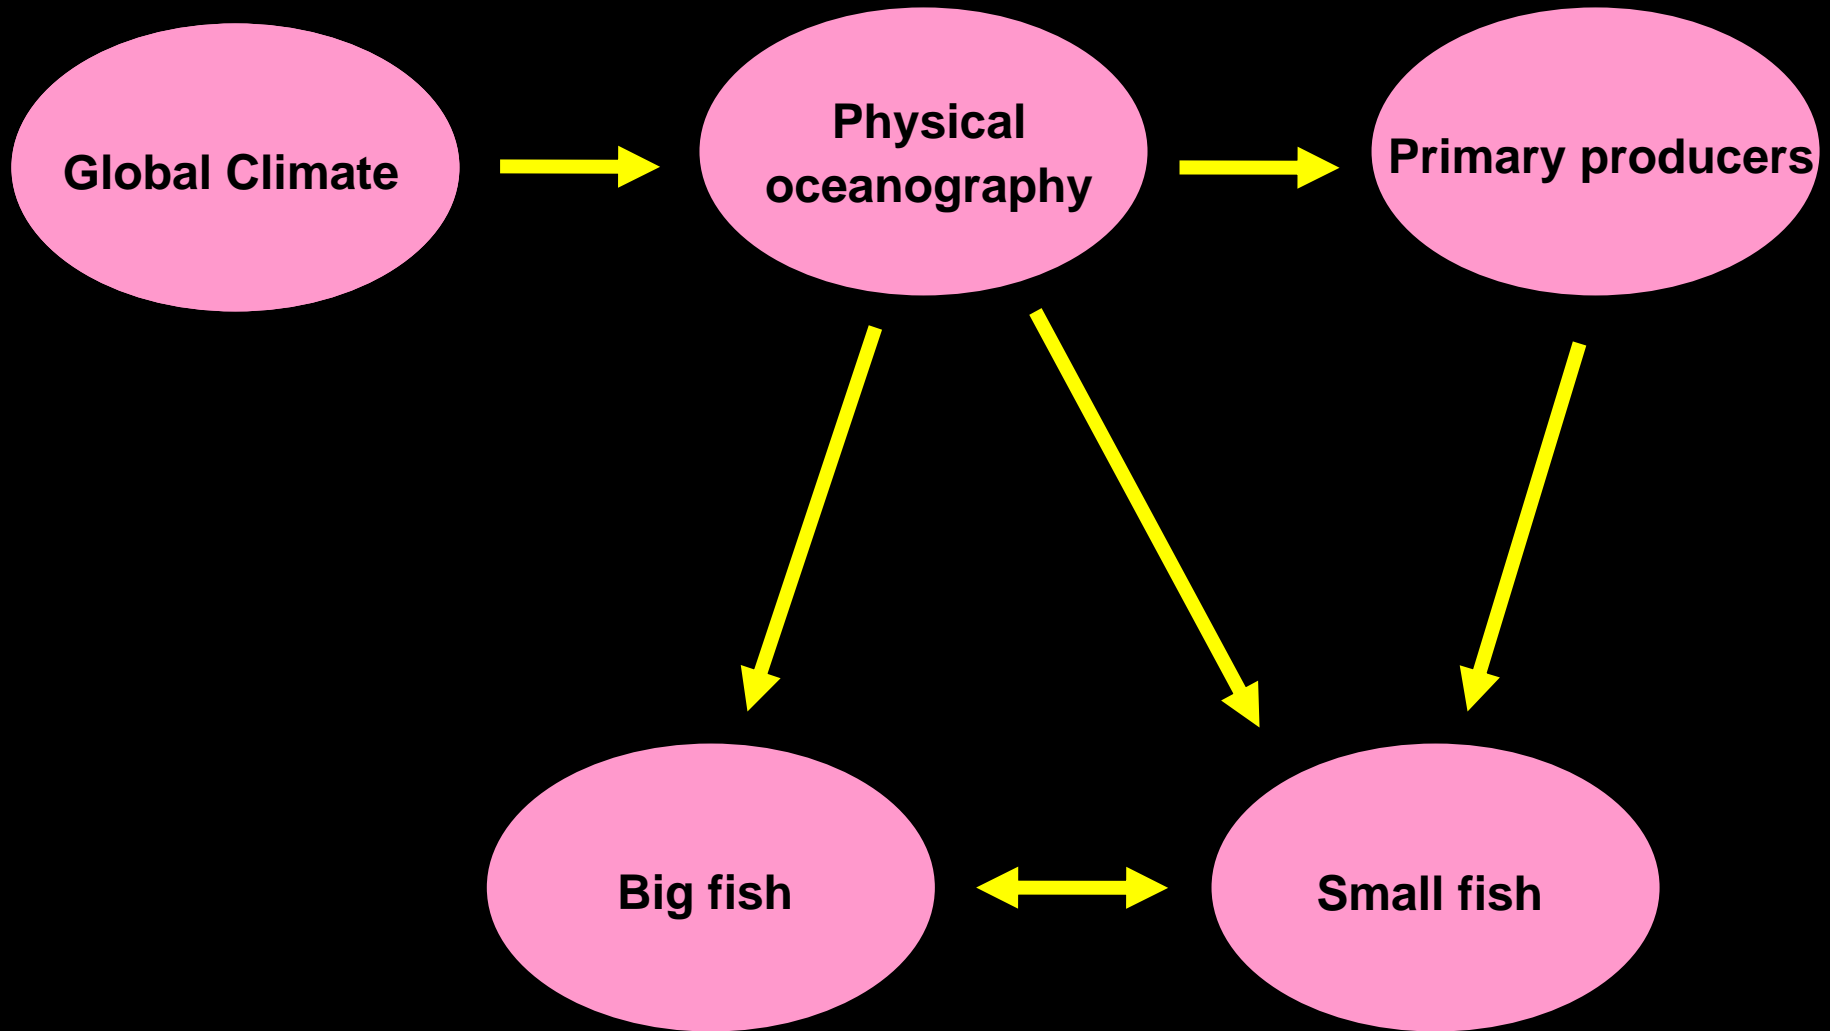 Global Climate
Physical
oceanography
Primary producers
Big fish
Small fish